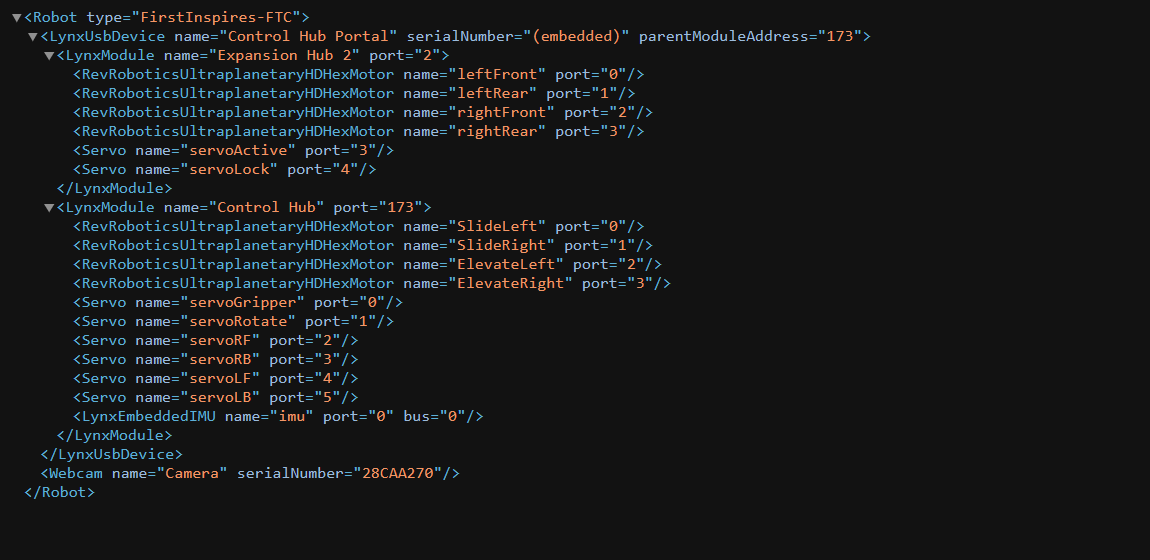 <Robot type="FirstInspires-FTC">
<LynxUsbDevice name="Control Hub Portal" serialNumber="(embedded)" parentModuleAddress="173">
<LynxModule name="Expansion Hub 2" port="2">
<RevRoboticsUltraplanetaryHDHexMotor name="leftFront" port="0"/>
<RevRoboticsUltraplanetaryHDHexMotor name="leftRear" port="1"/>
<RevRoboticsUltraplanetaryHDHexMotor name="rightFront" port="2"/>
<RevRoboticsUltraplanetaryHDHexMotor name="rightRear" port="3"/>
<Servo name="servoActive" port="3"/>
<Servo name="servoLock" port="4"/>
</LynxModule>
<LynxModule name="Control Hub" port="173">
<RevRoboticsUltraplanetaryHDHexMotor name="SlideLeft" port="0"/>
<RevRoboticsUltraplanetaryHDHexMotor name="SlideRight" port="1"/>
<RevRoboticsUltraplanetaryHDHexMotor name="ElevateLeft" port="2"/>
<RevRoboticsUltraplanetaryHDHexMotor name="ElevateRight" port="3"/>
<Servo name="servoGripper" port="0"/>
<Servo name="servoRotate" port="1"/>
<Servo name="servoRF" port="2"/>
<Servo name="servoRB" port="3"/>
<Servo name="servoLF" port="4"/>
<Servo name="servoLB" port="5"/>
<LynxEmbeddedIMU name="imu" port="0" bus="0"/>
</LynxModule>
</LynxUsbDevice>
<Webcam name="Camera" serialNumber="28CAA270"/>
</Robot>